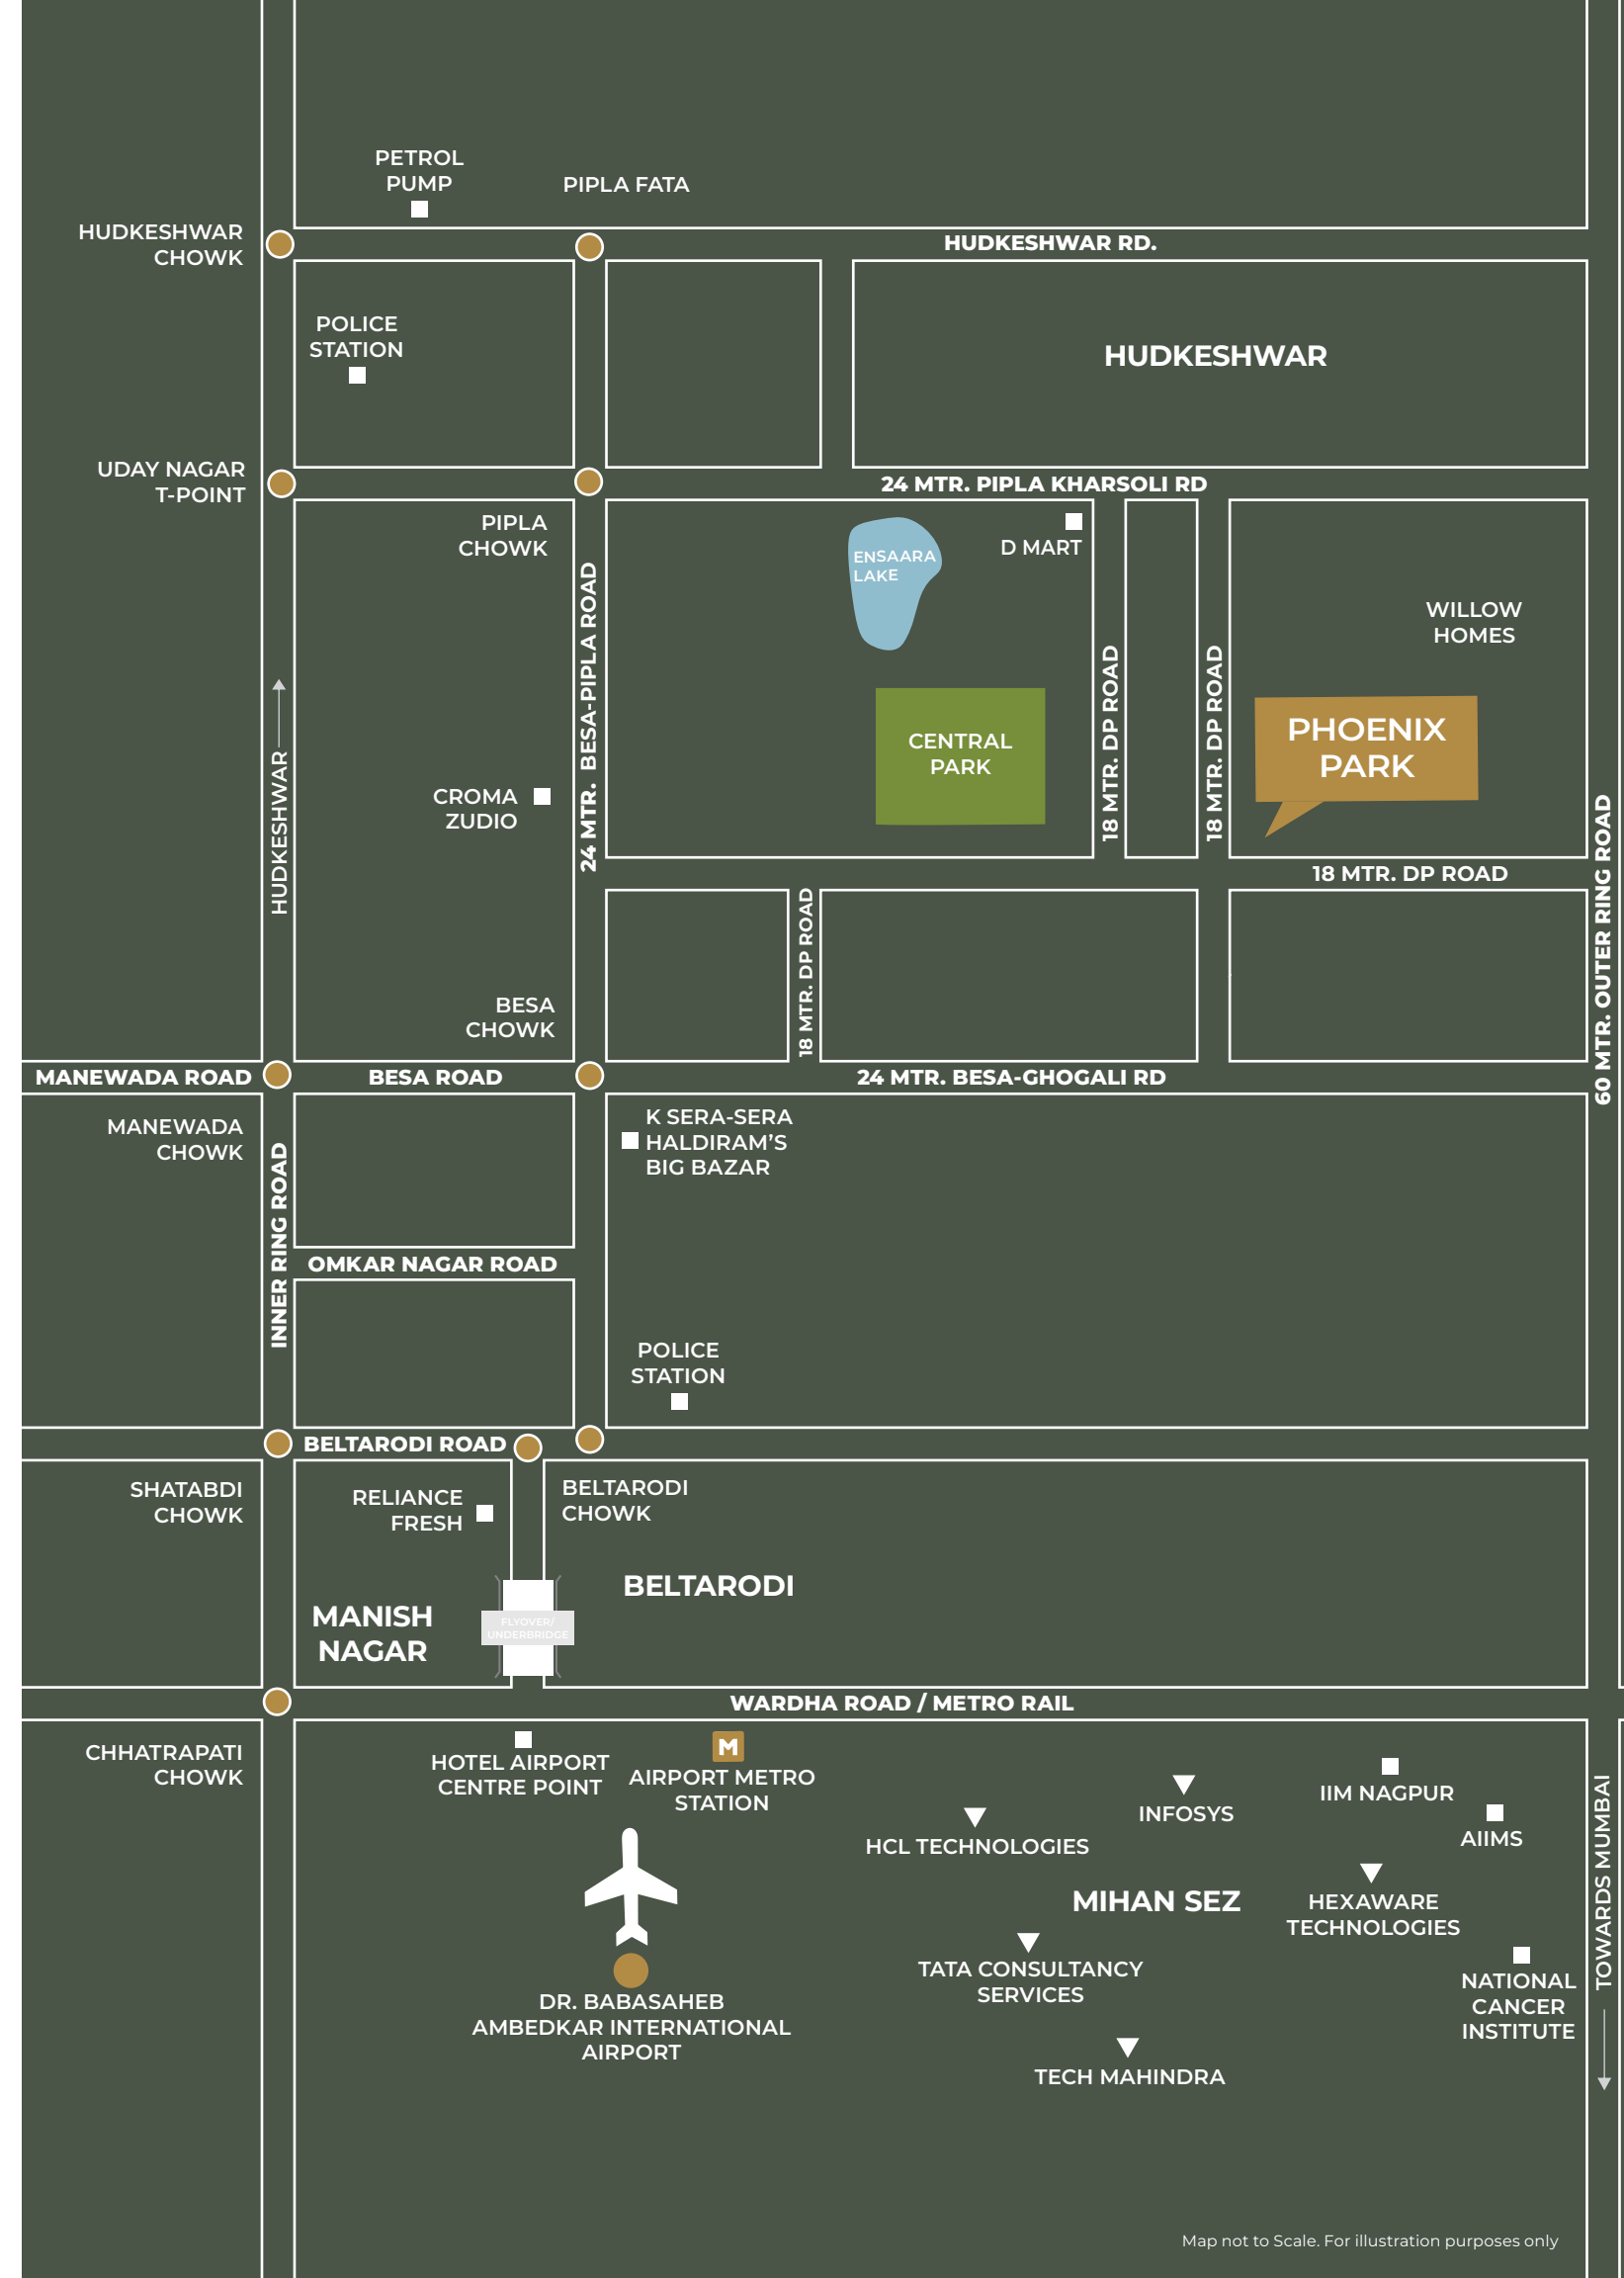 PETROL
PUMP
PIPLA FATA
HUDKESHWAR
CHOWK
HUDKESHWAR RD.
POLICE
STATION
HUDKESHWAR
UDAY NAGAR
T-POINT
24 MTR. PIPLA KHARSOLI RD
PIPLA
CHOWK
ENSAARA
LAKE
D MART
WILLOW
HOMES
24 MTR. BESA-PIPLA ROAD
18 MTR. DP ROAD
18 MTR. DP ROAD
PHOENIX
PARK
CENTRAL
PARK
HUDKESHWAR
CROMA
ZUDIO
60 MTR. OUTER RING ROAD
18 MTR. DP ROAD
18 MTR. DP ROAD
BESA
CHOWK
MANEWADA ROAD
BESA ROAD
24 MTR. BESA-GHOGALI RD
MANEWADA
CHOWK
K SERA-SERA
HALDIRAM’S
BIG BAZAR
INNER RING ROAD
OMKAR NAGAR ROAD
POLICE
STATION
BELTARODI ROAD
SHATABDI
CHOWK
RELIANCE
FRESH
BELTARODI
CHOWK
BELTARODI
MANISH
NAGAR
FLYOVER/
UNDERBRIDGE
WARDHA ROAD / METRO RAIL
CHHATRAPATI
CHOWK
HOTEL AIRPORT
CENTRE POINT
M
AIRPORT METRO
STATION
INFOSYS
IIM NAGPUR
HCL TECHNOLOGIES
AIIMS
TOWARDS MUMBAI
MIHAN SEZ
HEXAWARE
TECHNOLOGIES
TATA CONSULTANCY
SERVICES
NATIONAL
CANCER
INSTITUTE
DR. BABASAHEB
AMBEDKAR INTERNATIONAL
AIRPORT
TECH MAHINDRA
Map not to Scale. For illustration purposes only